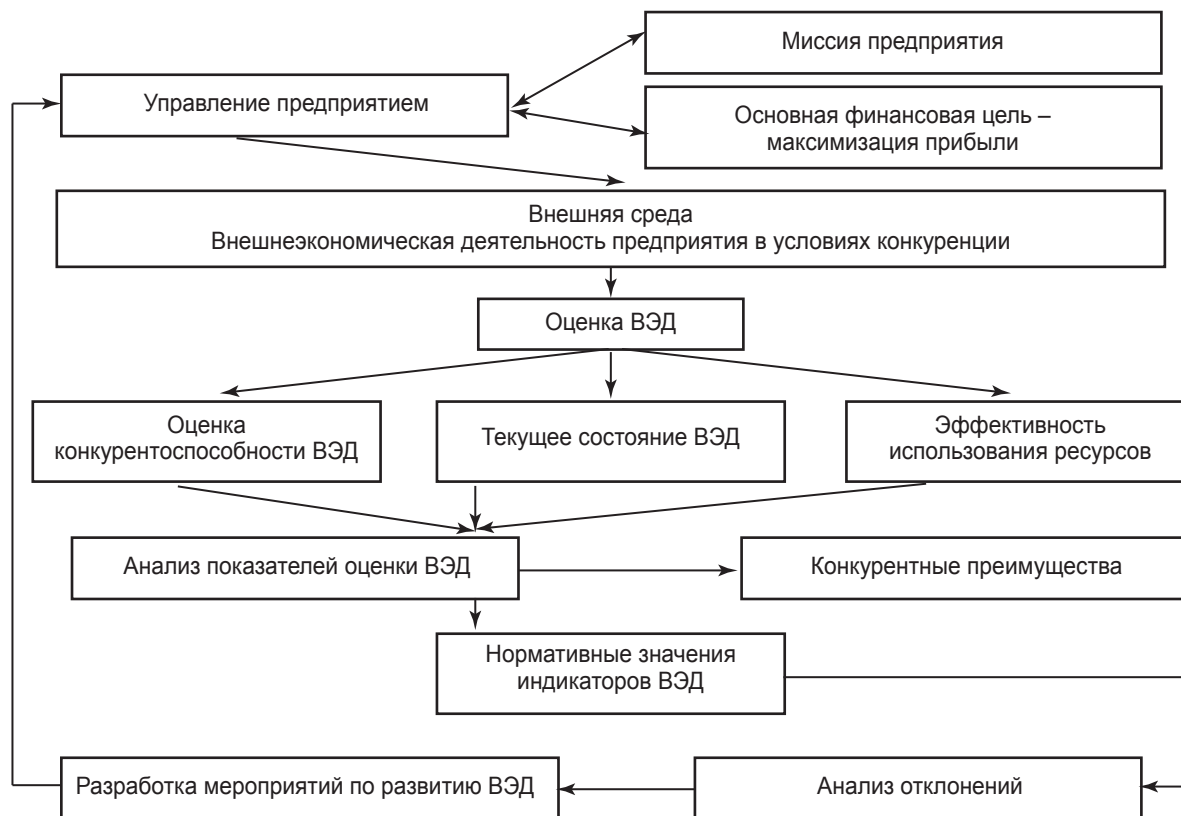 Миссия предприятия
Управление предприятием
Основная финансовая цель –
максимизация прибыли
Внешняя среда
Внешнеэкономическая деятельность предприятия в условиях конкуренции
Оценка ВЭД
Оценка
конкурентоспособности ВЭД
Текущее состояние ВЭД
Эффективность
использования ресурсов
Анализ показателей оценки ВЭД
Конкурентные преимущества
Нормативные значения
индикаторов ВЭД
Разработка мероприятий по развитию ВЭД
Анализ отклонений